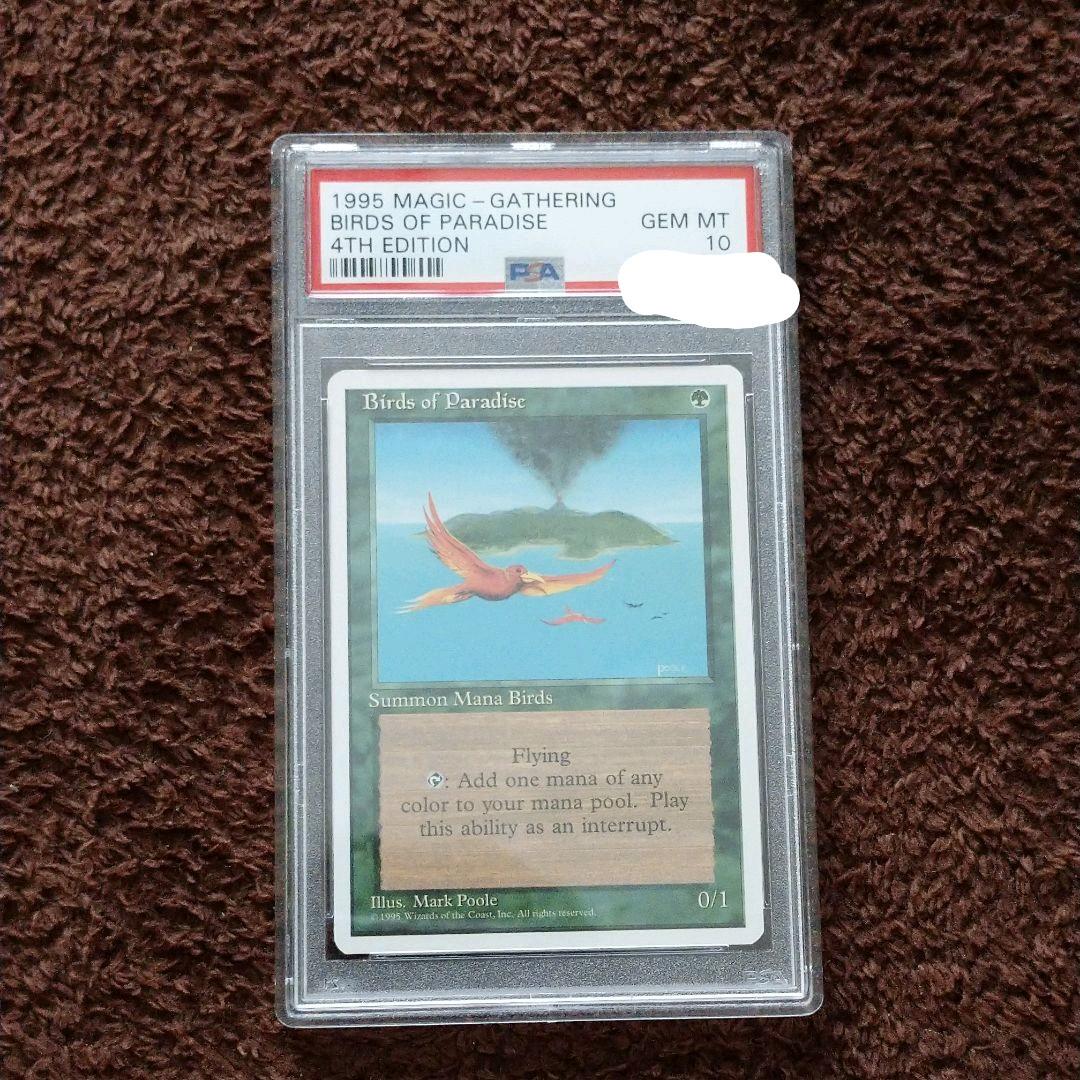 1995 MAGIC – GATHERING
BIRDS OF PARADISE
GEM MT
4TH EDITION
10
PSA
Birds of Paradise
POOLE
Summon Mana Birds
Flying
: Add one mana of any
color to your mana pool. Play
this ability as an interrupt.
Illus. Mark Poole
0/1
© 1995 Wizards of the Coast, Inc. All rights reserved.